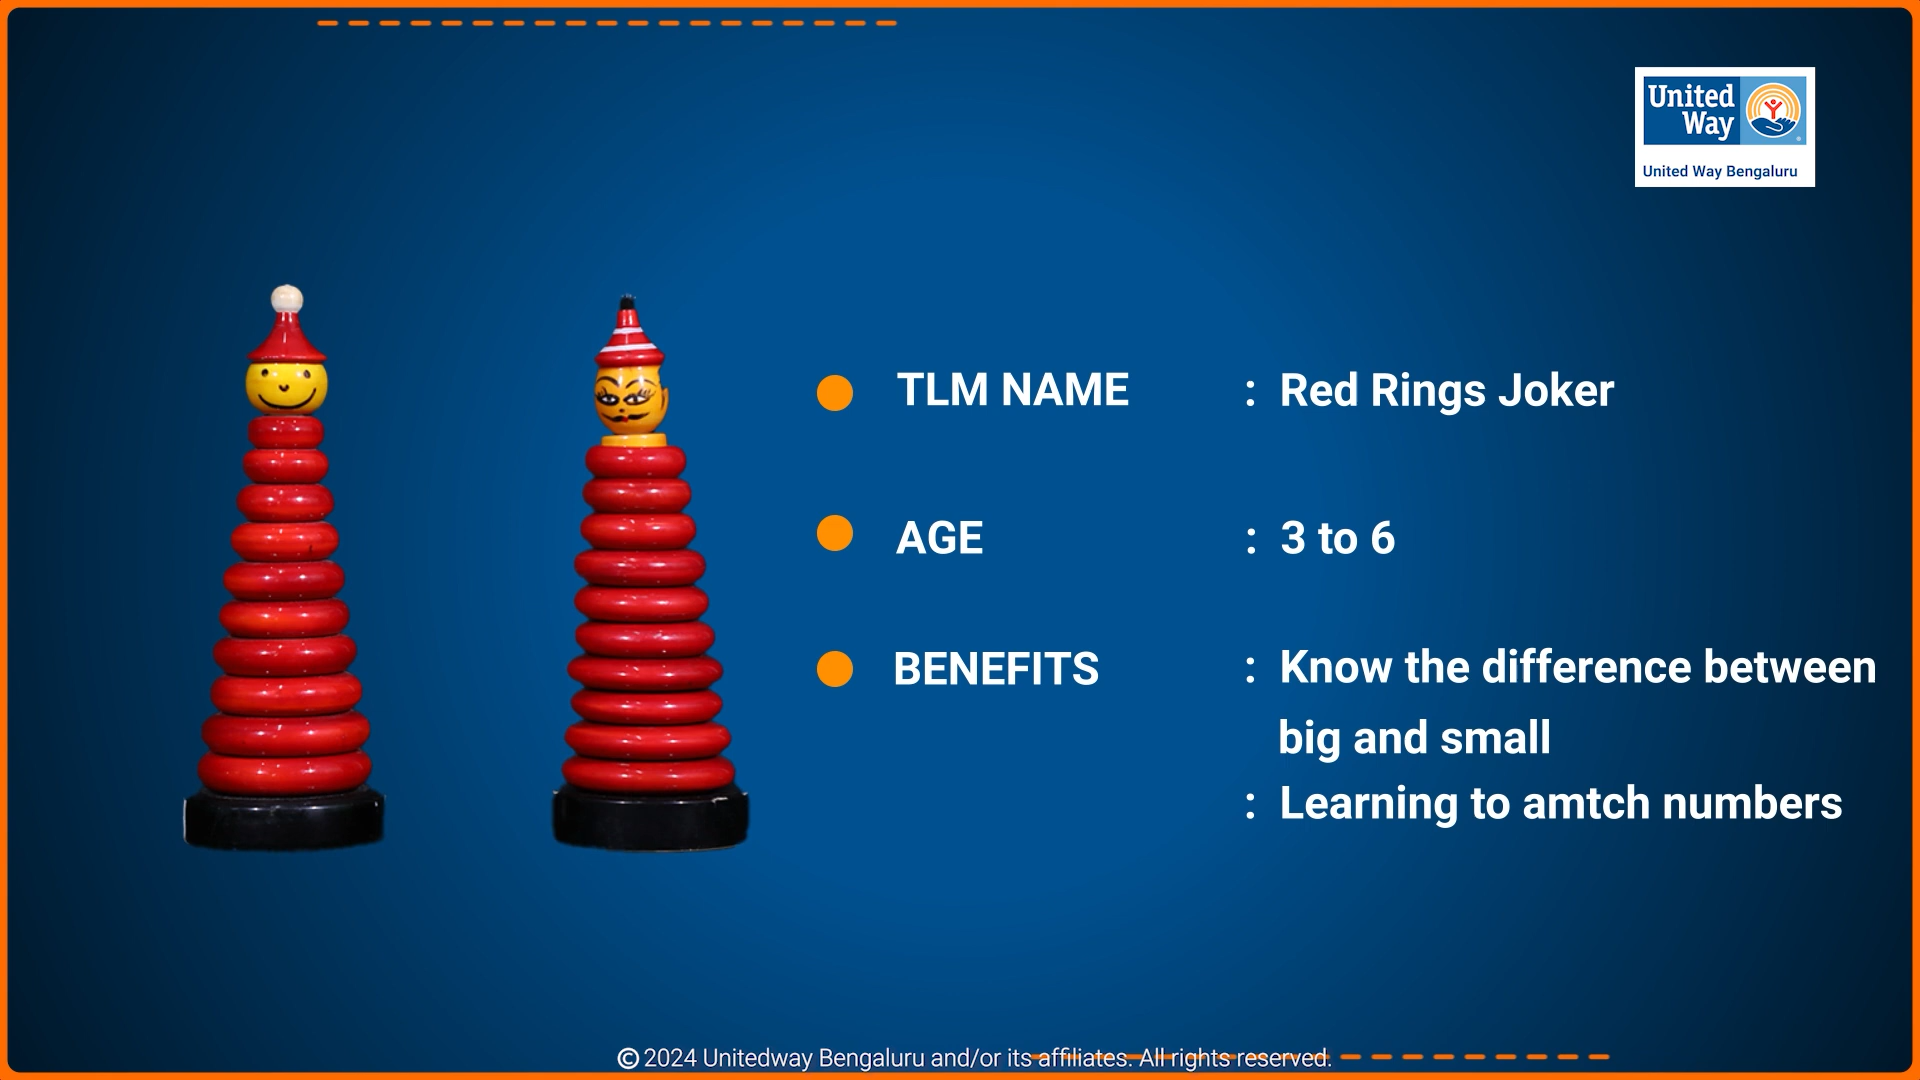 United
Way
United Way Bengaluru
TLM NAME : Red Rings Joker
AGE : 3 to 6
BENEFITS : Know the difference between
big and small
: Learning to amtch numbers
© 2024 Unitedway Bengaluru and/or its affiliates. All rights reserved.